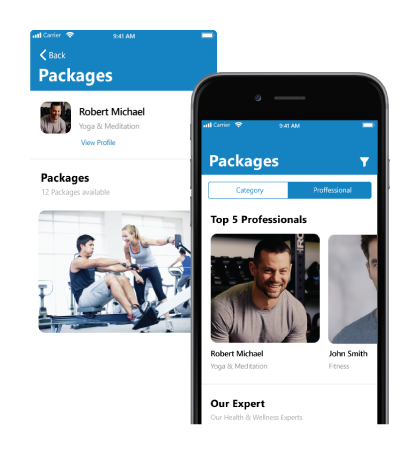 Carrier
9:41 AM
Back
Packages
Robert Michael
Yoga & Meditation
View Profile
Packages
12 Packages available
Carrier
9:41 AM
Packages
Category
Professional
Top 5 Professionals
Robert Michael
Yoga & Meditation
John Smith
Fitness
Our Expert
Our Health & Wellness Experts